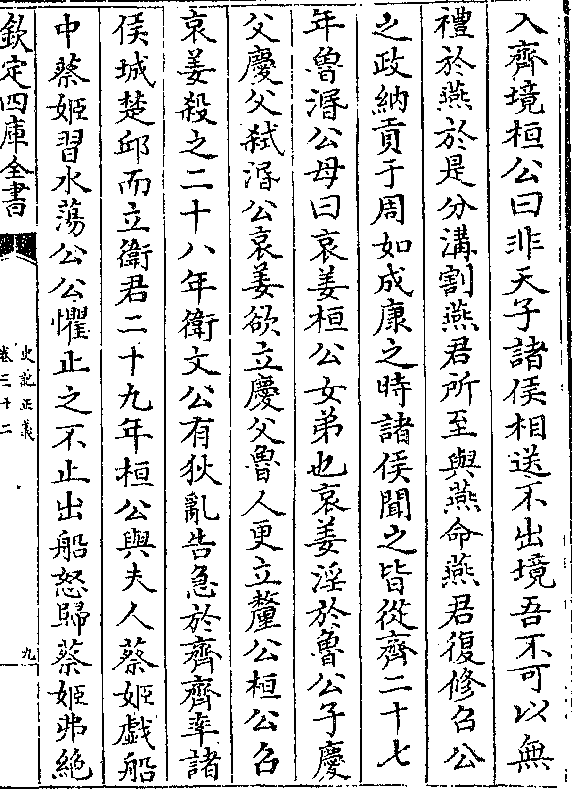 入齊境桓公曰非天子諸侯相送不出境吾不可以無
禮於燕於是分溝割燕君所至與燕命燕君復修召公
之政納貢于周如成康之時諸侯聞之皆從齊二十七
年魯湣公母曰哀姜桓公女弟也哀姜淫於魯公子慶
父慶父弑湣公哀姜欲立慶父魯人更立釐公桓公召
哀姜殺之二十八年衛文公有狄亂告急於齊齊率諸
侯城楚邱而立衛君二十九年桓公與夫人蔡姬戲船
中蔡姬習水蕩公公懼止之不止出船怒歸蔡姬弗絶
欽定四庫全書
史記正義
卷三十二
九